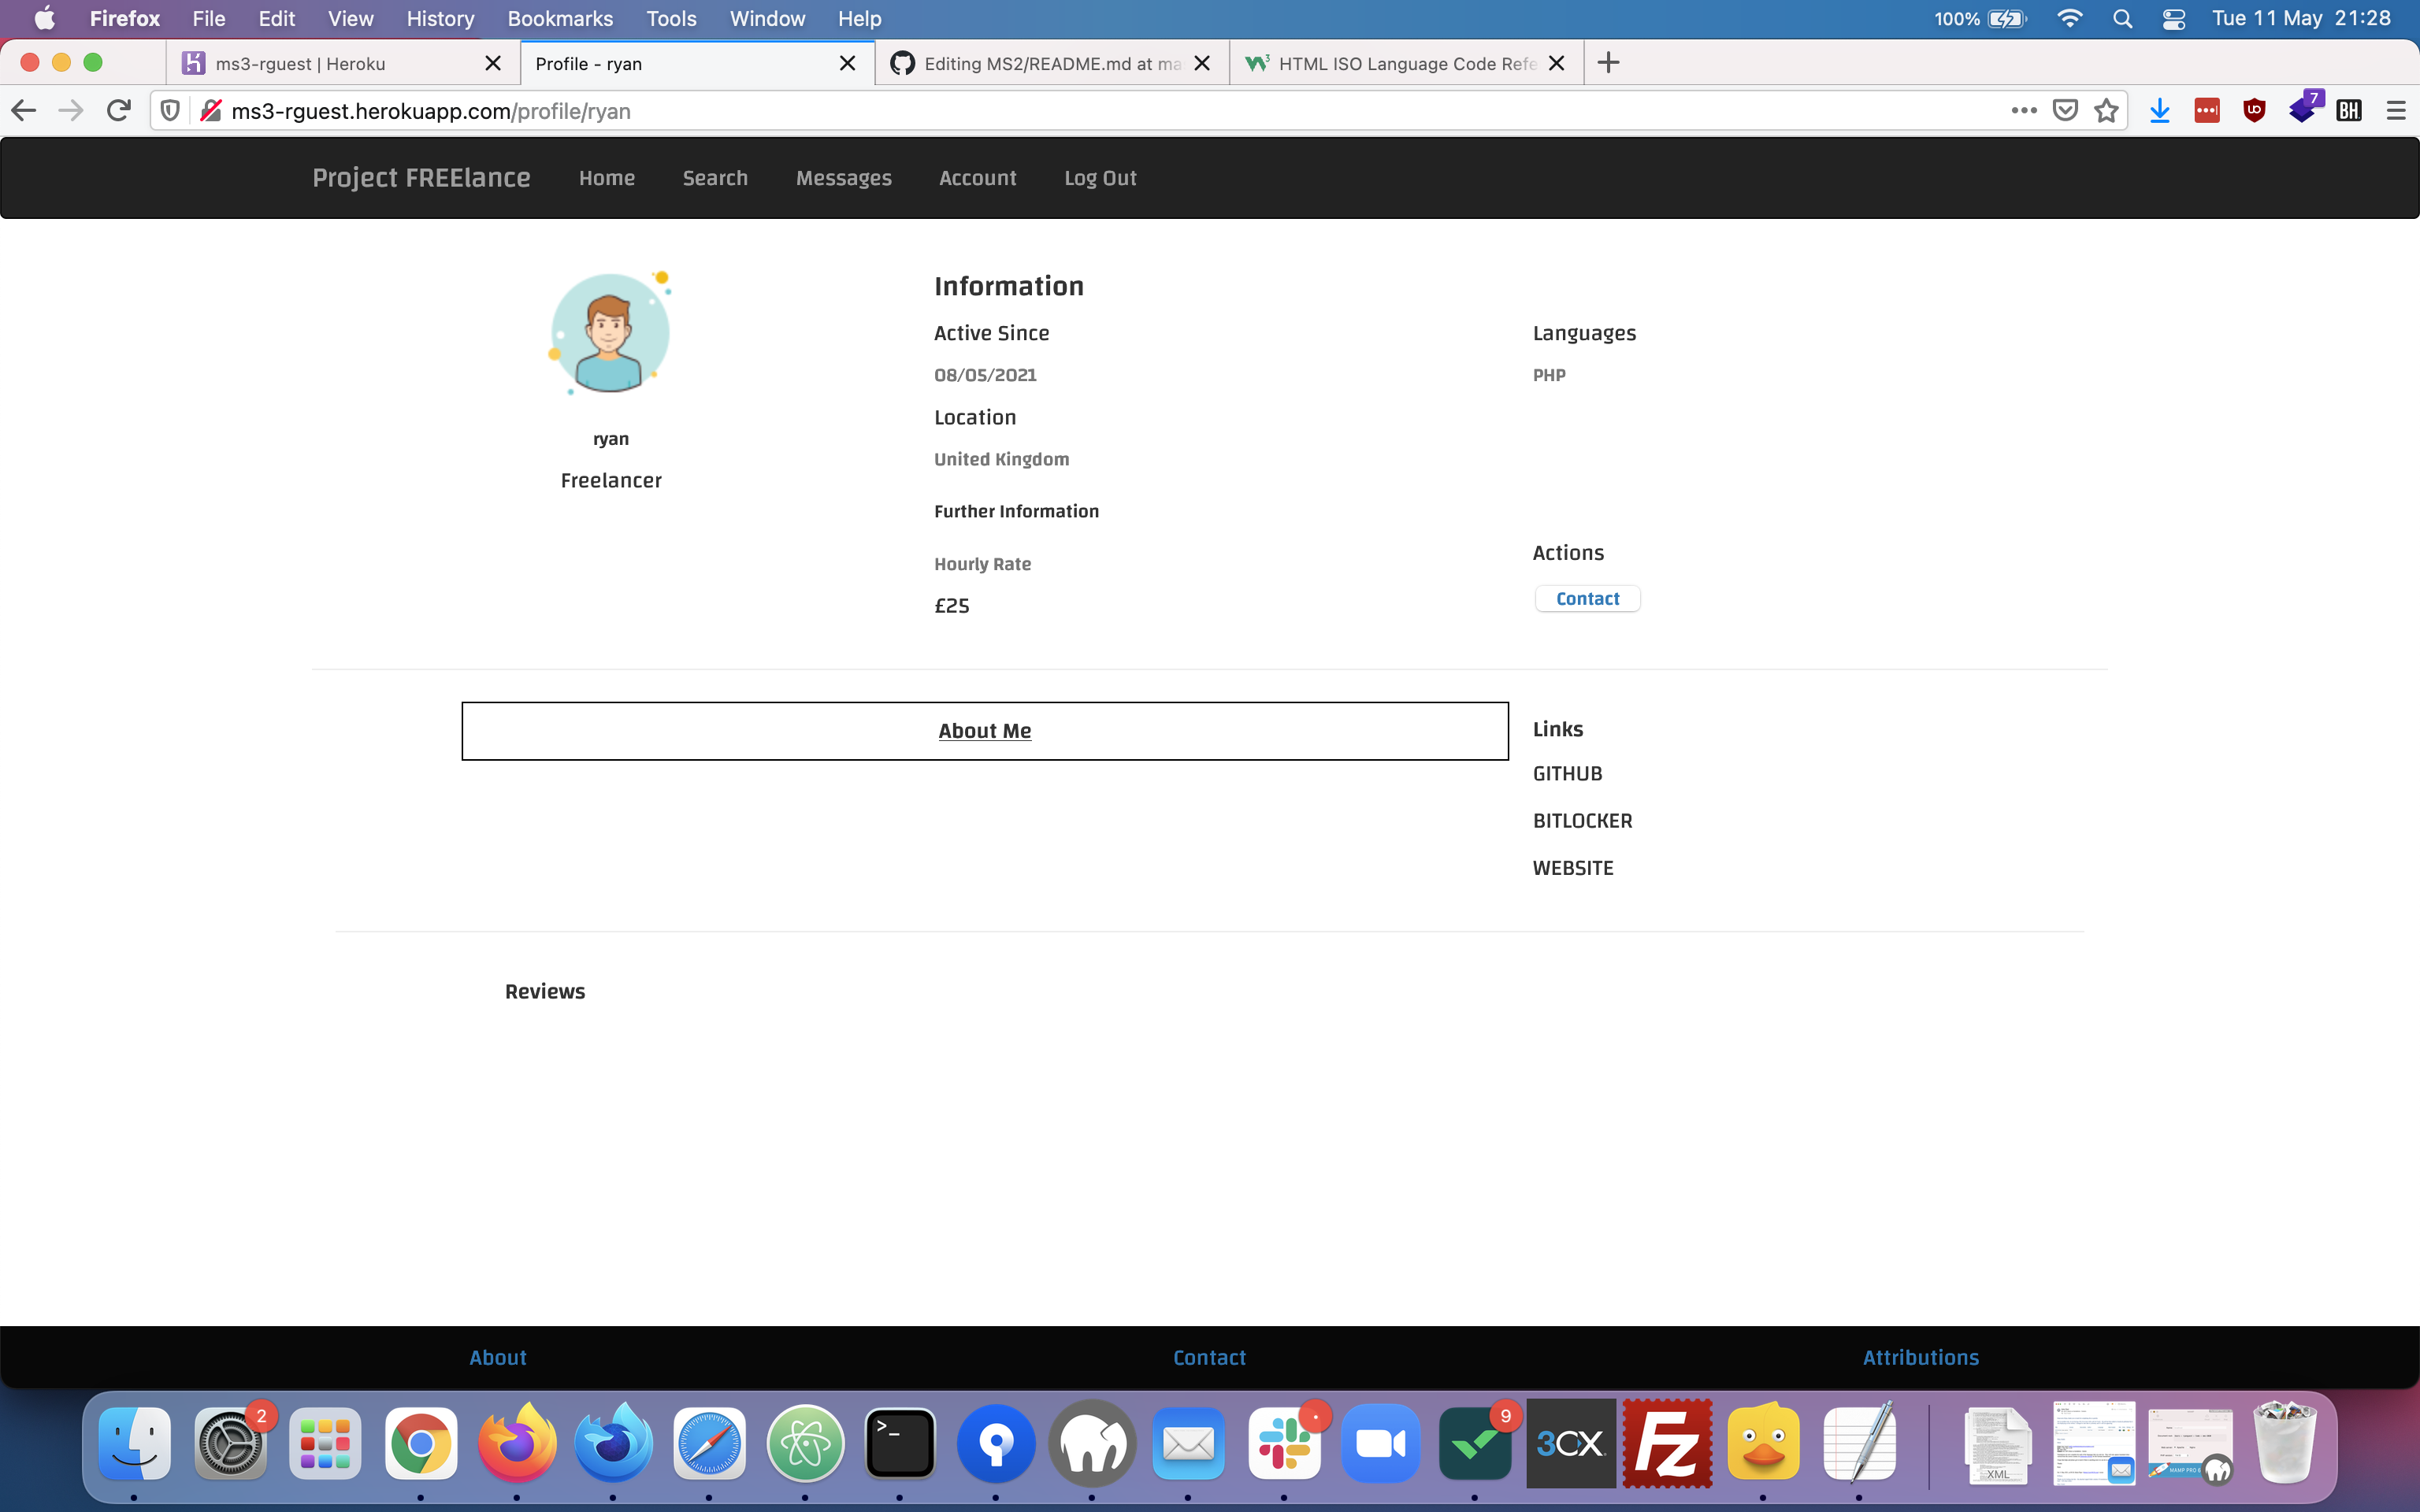 Firefox File Edit View History Bookmarks Tools Window Help 100% Tue 11 May 21:28
ms3-rguest | Heroku Profile - ryan Editing MS2/README.md at ma HTML ISO Language Code Refe
ms3-rguest.herokuapp.com/profile/ryan 7 BH
Project FREElance Home Search Messages Account Log Out
Information
Active Since Languages
08/05/2021 PHP
Location
ryan
United Kingdom
Freelancer
Further Information
Actions
Hourly Rate
Contact
£25
About Me Links
GITHUB
BITLOCKER
WEBSITE
Reviews
About Contact Attributions
2 9
>_ 3CX Fz XML